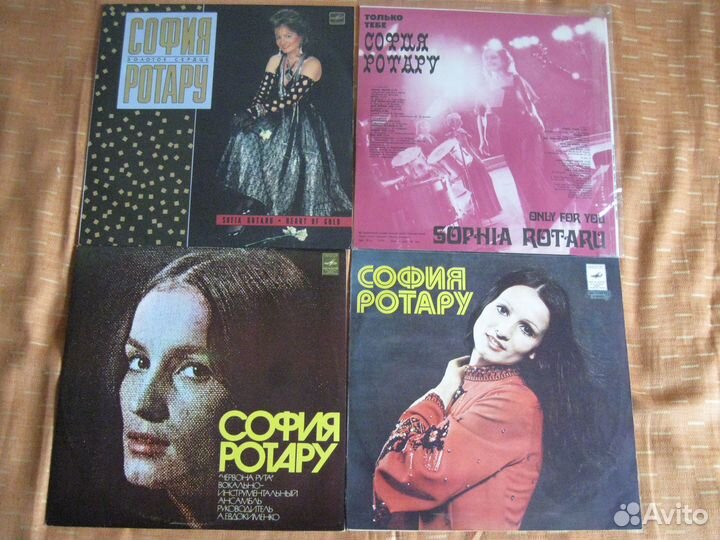 СОФИЯ
ЗОЛОТОЕ СЕРДЦЕ
РОТАРУ
SOFIA ROTARU • HEART OF GOLD
ТОЛЬКО
ТЕБЕ
СОФИЯ
РОТАРУ
ONLY FOR YOU
SOPHIA ROTARU
СОФИЯ
РОТАРУ
"ЧЕРВОНА РУТА"
ВОКАЛЬНО-
ИНСТРУМЕНТАЛЬНЫЙ
АНСАМБЛЬ
РУКОВОДИТЕЛЬ
А.ЕВДОКИМЕНКО
СОФИЯ
РОТАРУ
Avito